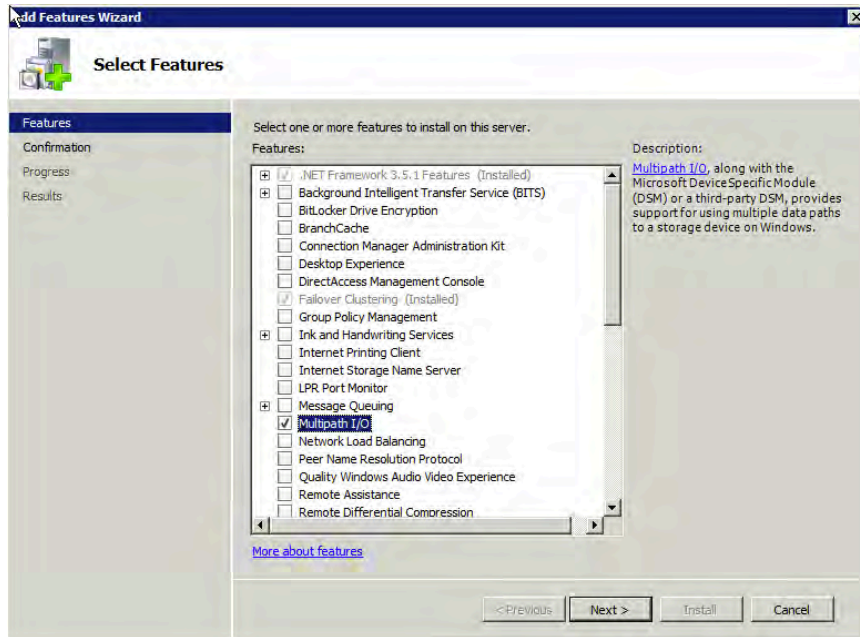 Add Features Wizard
Select Features
Features
Confirmation
Progress
Results
Select one or more features to install on this server.
Features:
.NET Framework 3.5.1 Features (Installed)
Background Intelligent Transfer Service (BITS)
BitLocker Drive Encryption
BranchCache
Connection Manager Administration Kit
Desktop Experience
DirectAccess Management Console
Failover Clustering (Installed)
Group Policy Management
Ink and Handwriting Services
Internet Printing Client
Internet Storage Name Server
LPR Port Monitor
Message Queuing
Multipath I/O
Network Load Balancing
Peer Name Resolution Protocol
Quality Windows Audio Video Experience
Remote Assistance
Remote Differential Compression
More about features
Description:
Multipath I/O, along with the
Microsoft Device Specific Module
(DSM) or a third-party DSM, provides
support for using multiple data paths
to a storage device on Windows.
< Previous
Next >
Install
Cancel